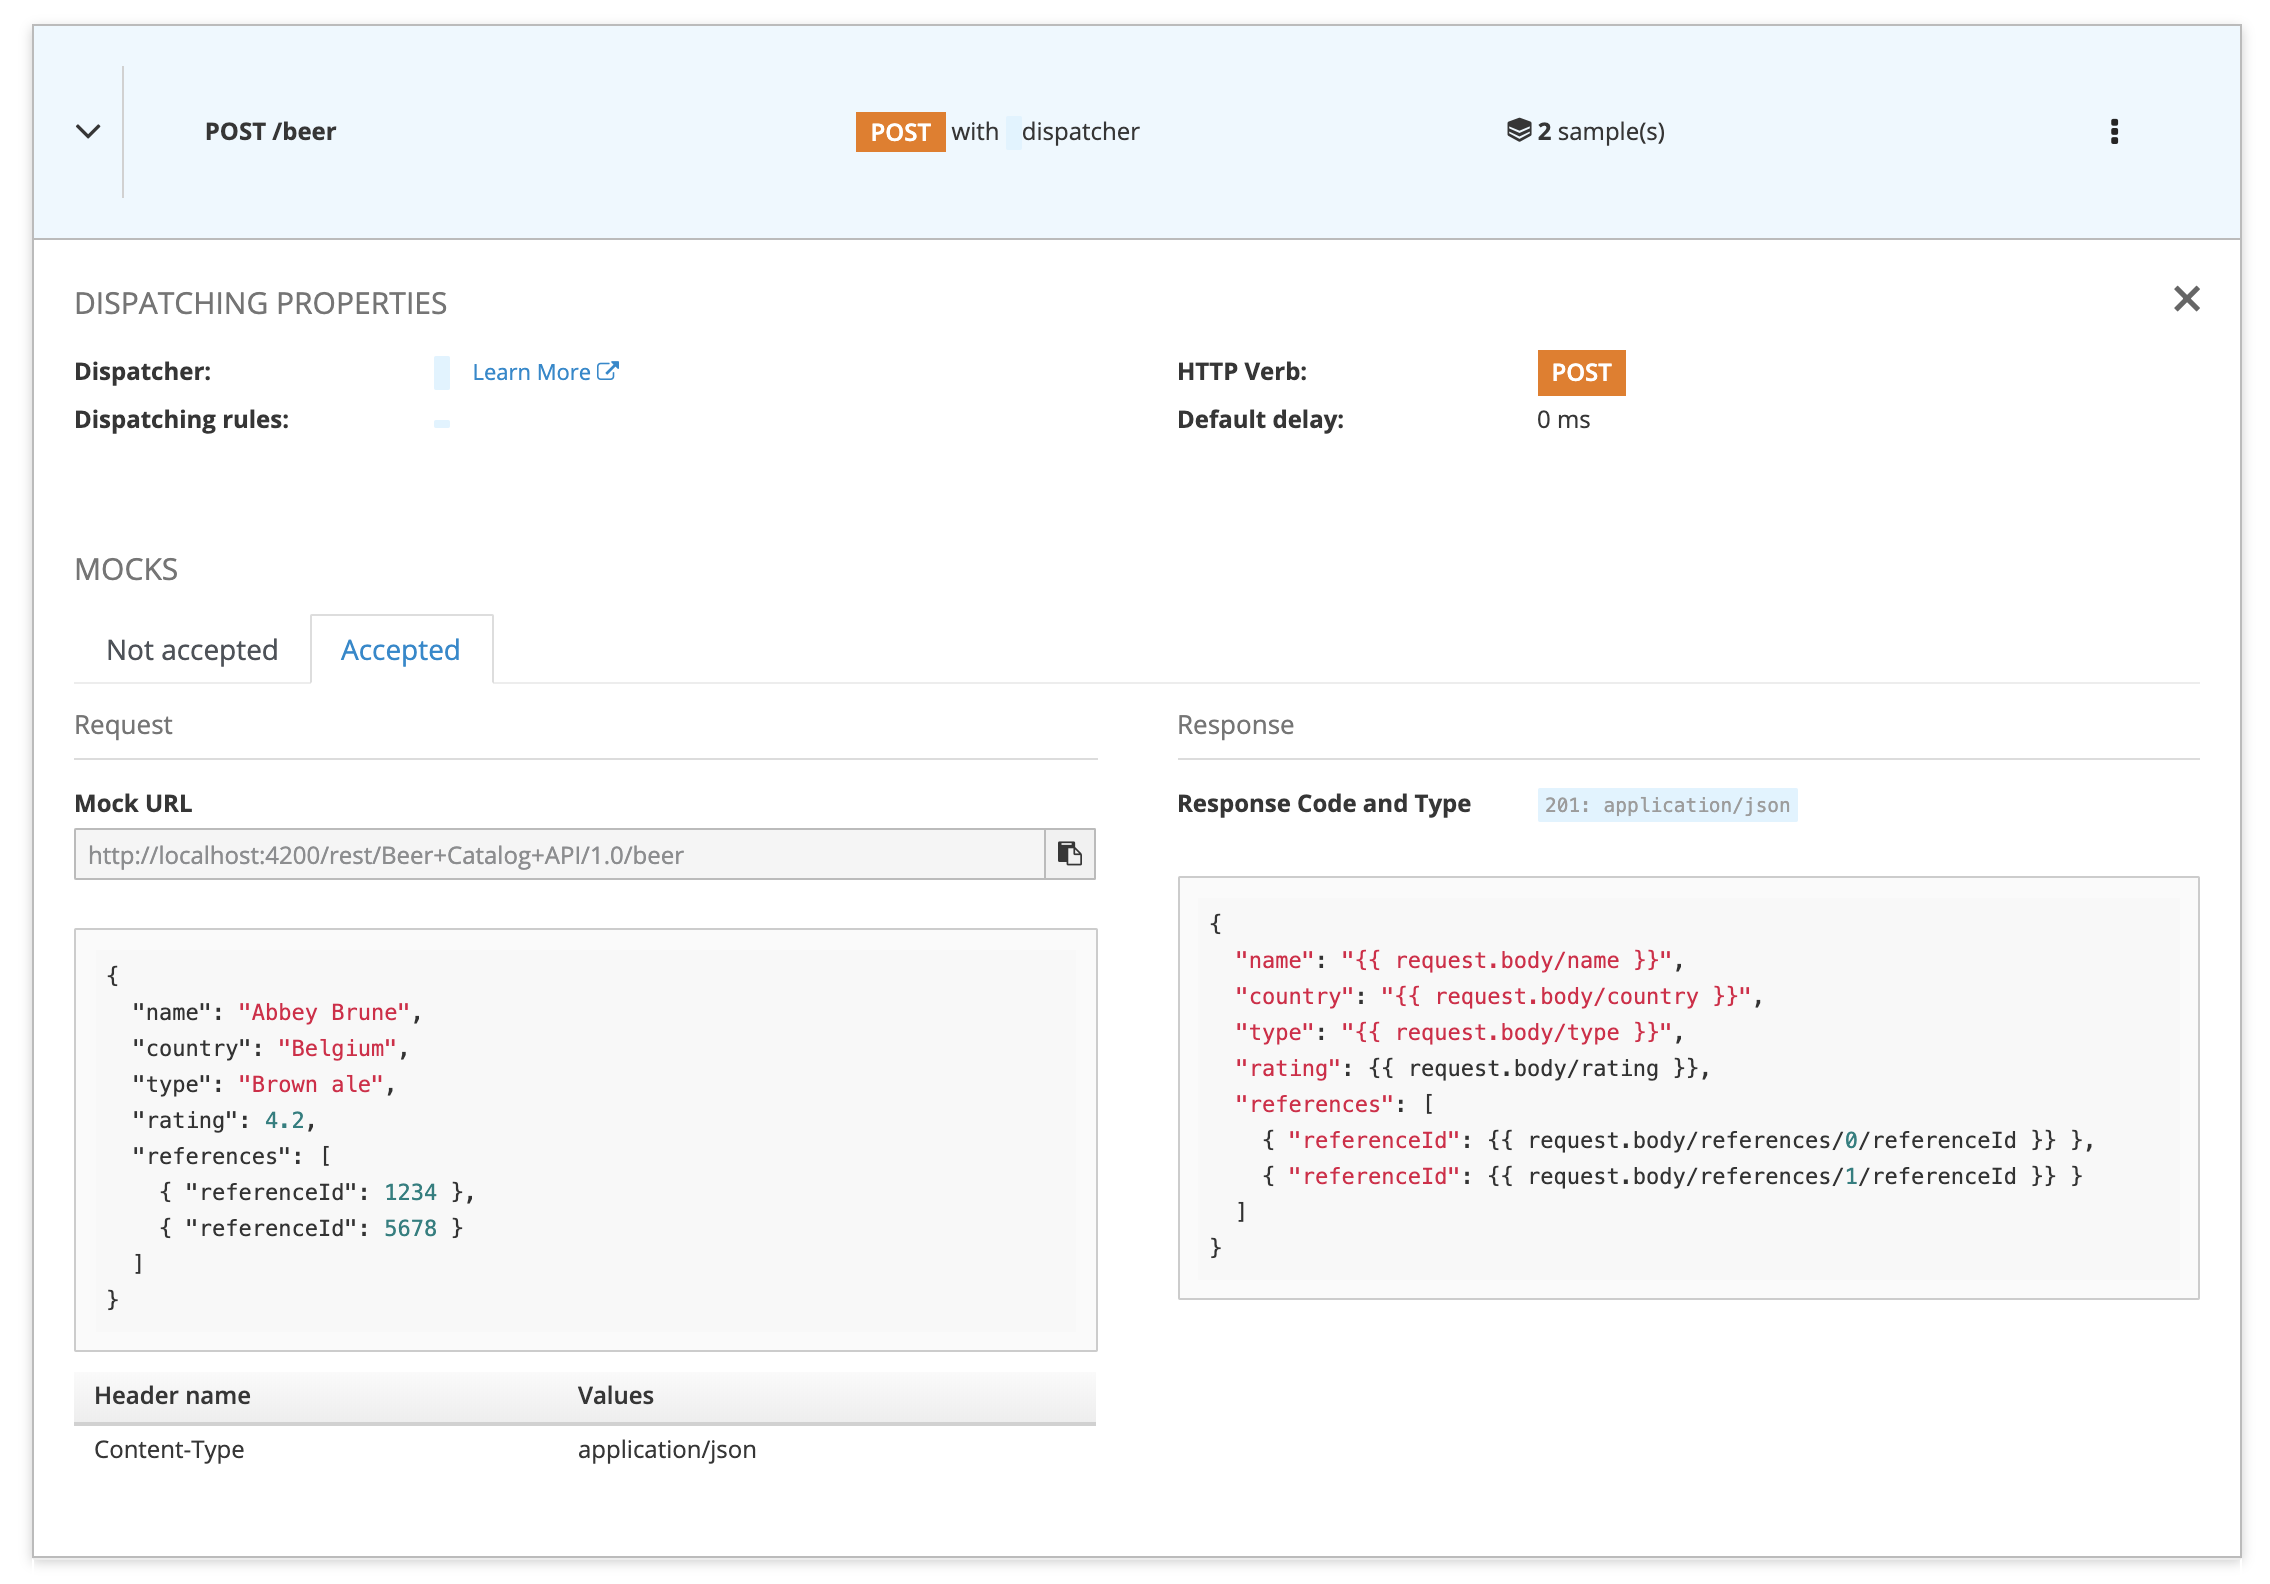 POST /beer
POST with dispatcher
2 sample(s)
DISPATCHING PROPERTIES
Dispatcher: Learn More
HTTP Verb: POST
Dispatching rules:
Default delay: 0 ms
MOCKS
Not accepted
Accepted
Request
Mock URL
http://localhost:4200/rest/Beer+Catalog+API/1.0/beer
{
  "name": "Abbey Brune",
  "country": "Belgium",
  "type": "Brown ale",
  "rating": 4.2,
  "references": [
    { "referenceId": 1234 },
    { "referenceId": 5678 }
  ]
}
Header name Values
Content-Type application/json
Response
Response Code and Type 201: application/json
{
  "name": "{{ request.body/name }}",
  "country": "{{ request.body/country }}",
  "type": "{{ request.body/type }}",
  "rating": {{ request.body/rating }},
  "references": [
    { "referenceId": {{ request.body/references/0/referenceId }} },
    { "referenceId": {{ request.body/references/1/referenceId }} }
  ]
}